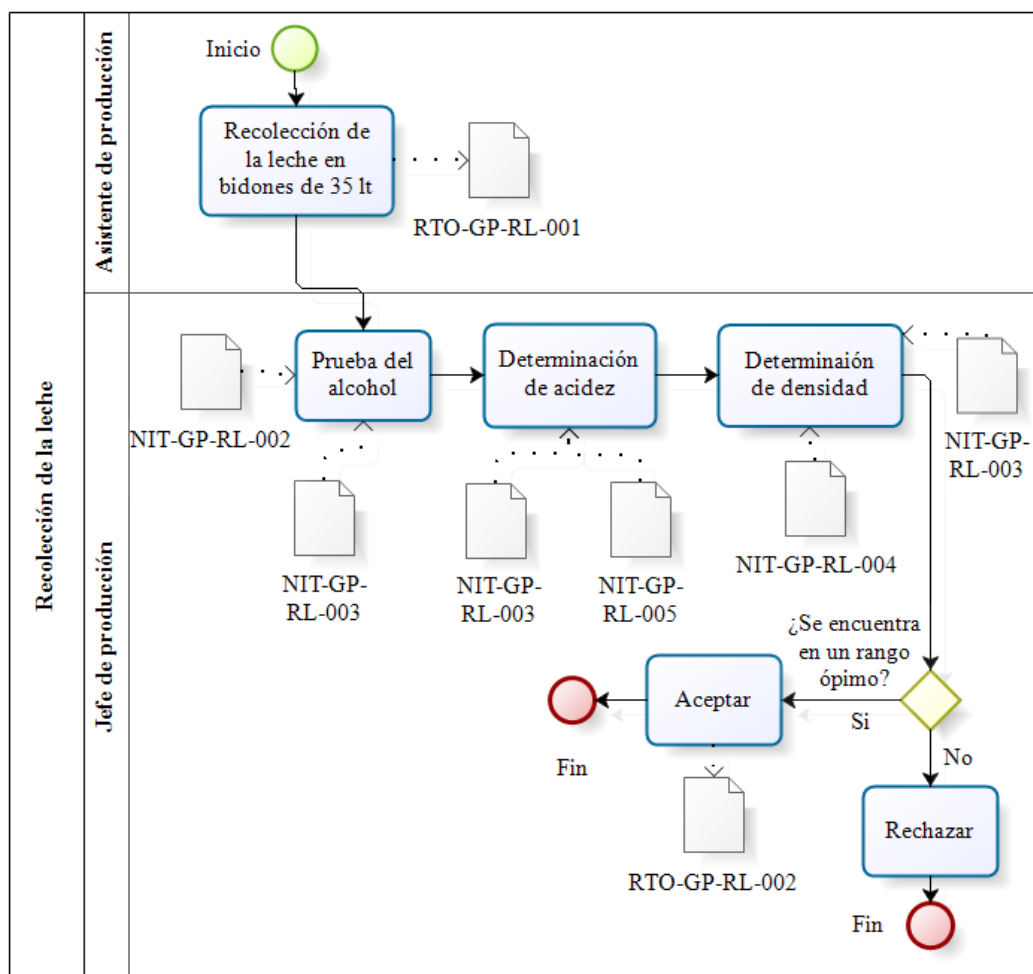 Recolección de la leche
Asistente de producción
Inicio
Recolección de
la leche en
bidones de 35 lt
RTO-GP-RL-001
Jefe de producción
NIT-GP-RL-002
Prueba del
alcohol
NIT-GP-
RL-003
Determinación
de acidez
NIT-GP-
RL-003
NIT-GP-
RL-005
Determinaión
de densidad
NIT-GP-RL-004
NIT-GP-
RL-003
¿Se encuentra
en un rango
ópimo?
Si
Aceptar
Fin
RTO-GP-RL-002
No
Rechazar
Fin